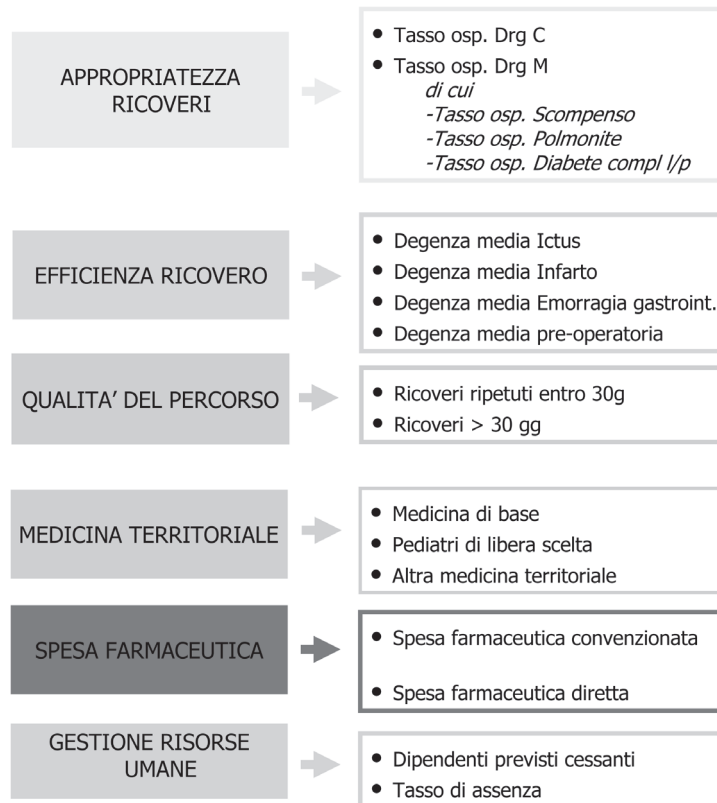 APPROPRIATEZZA
RICOVERI
• Tasso osp. Drg C
• Tasso osp. Drg M
di cui
-Tasso osp. Scompenso
-Tasso osp. Polmonite
-Tasso osp. Diabete compl l/p
EFFICIENZA RICOVERO
• Degenza media Ictus
• Degenza media Infarto
• Degenza media Emorragia gastroint.
• Degenza media pre-operatoria
QUALITA' DEL PERCORSO
• Ricoveri ripetuti entro 30g
• Ricoveri > 30 gg
MEDICINA TERRITORIALE
• Medicina di base
• Pediatri di libera scelta
• Altra medicina territoriale
SPESA FARMACEUTICA
• Spesa farmaceutica convenzionata
• Spesa farmaceutica diretta
GESTIONE RISORSE
UMANE
• Dipendenti previsti cessanti
• Tasso di assenza